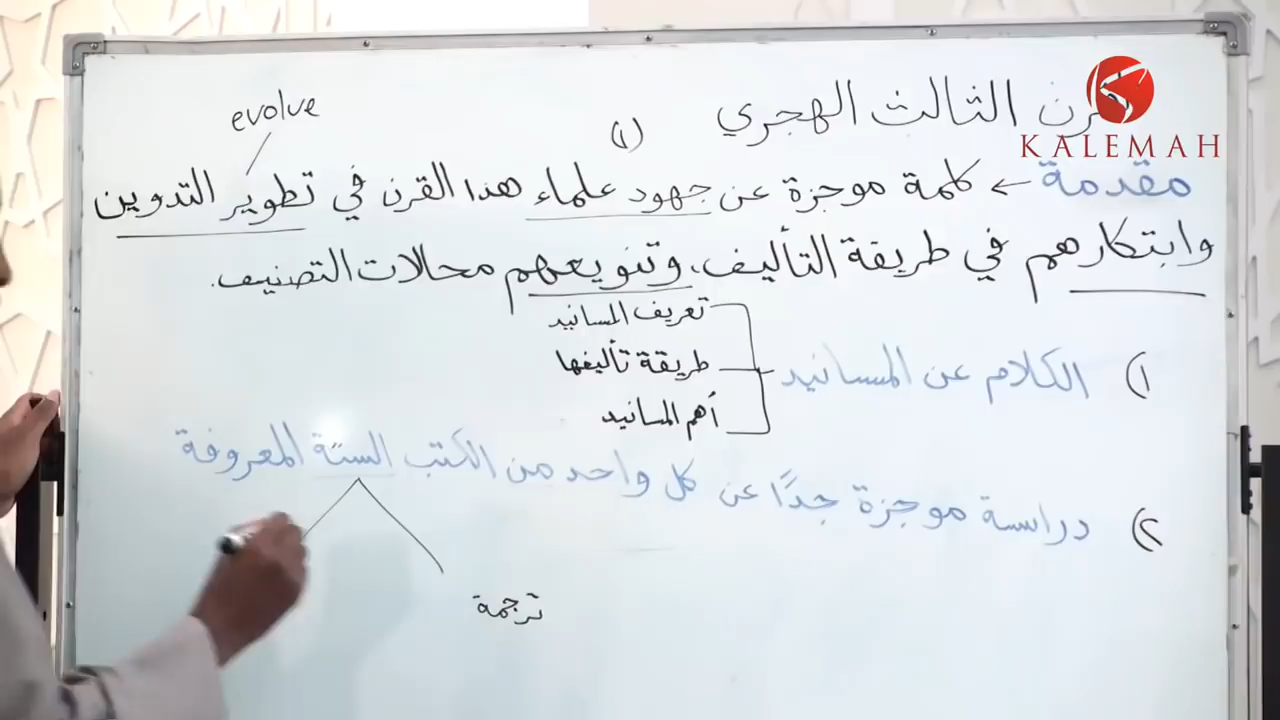 evolve
رن الثالث الهجري
(١)
KALEMAH
مقدمة ← كلمة موجزة عن جهود علماء هذا القرن في تطوير التدوين
وابتكارهم في طريقة التأليف، وتنويعهم محالات التصنيف.
تعريف المسانيد
١) الكلام عن المسانيد
طريقة تأليفها
أهم المسانيد
٢) دراسة موجزة جدًا عن كل واحد من الكتب الستة المعروفة
ترجمة